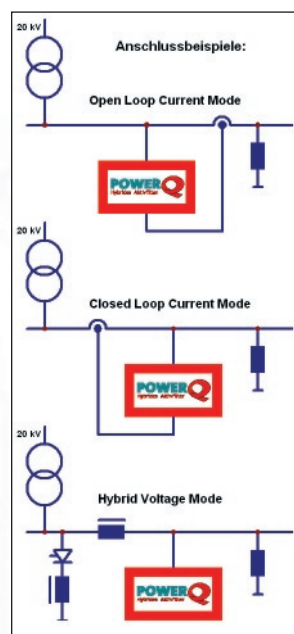 20 kV
Anschlussbeispiele:
Open Loop Current Mode
POWERQ
20 kV
Closed Loop Current Mode
POWERQ
20 kV
Hybrid Voltage Mode
POWERQ